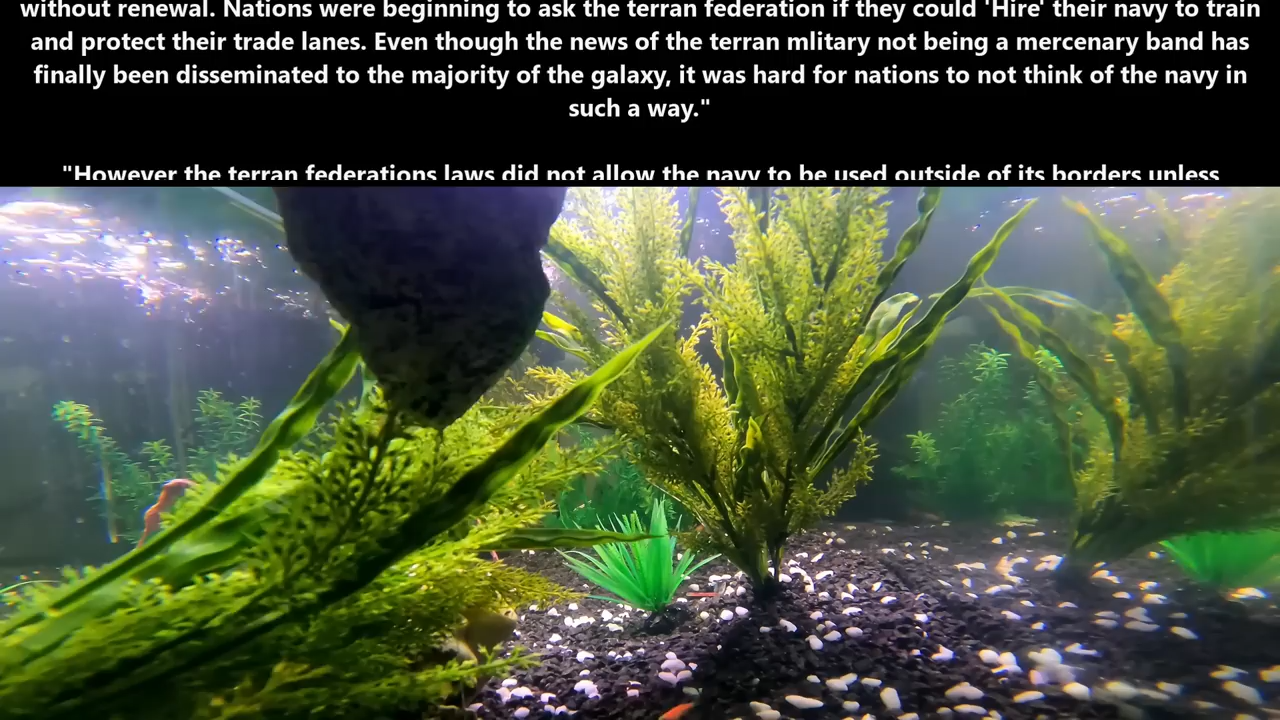 without renewal. Nations were beginning to ask the terran federation if they could 'Hire' their navy to train
and protect their trade lanes. Even though the news of the terran mlitary not being a mercenary band has
finally been disseminated to the majority of the galaxy, it was hard for nations to not think of the navy in
such a way."
"However the terran federations laws did not allow the navy to be used outside of its borders unless